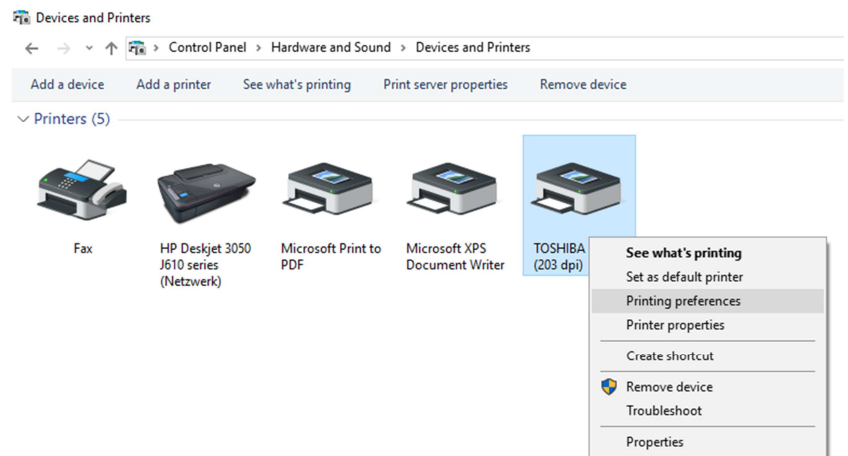 Devices and Printers
Control Panel > Hardware and Sound > Devices and Printers
Add a device Add a printer See what's printing Print server properties Remove device
Printers (5)
Fax
HP Deskjet 3050
J610 series
(Netzwerk)
Microsoft Print to
PDF
Microsoft XPS
Document Writer
TOSHIBA
(203 dpi)
See what's printing
Set as default printer
Printing preferences
Printer properties
Create shortcut
Remove device
Troubleshoot
Properties